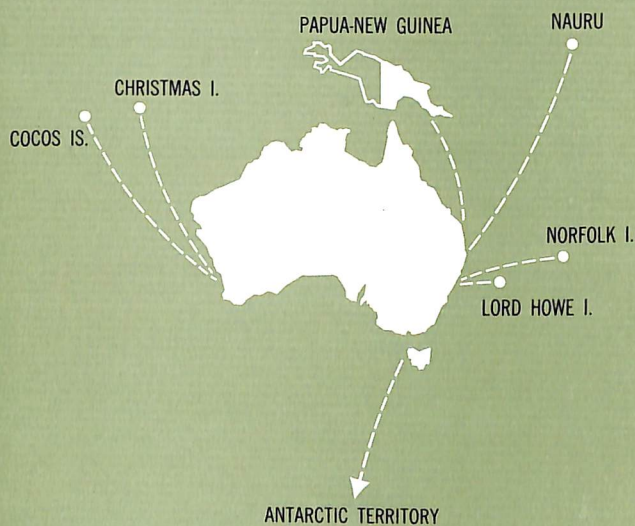 PAPUA-NEW GUINEA
NAURU
CHRISTMAS I.
COCOS IS.
NORFOLK I.
LORD HOWE I.
ANTARCTIC TERRITORY